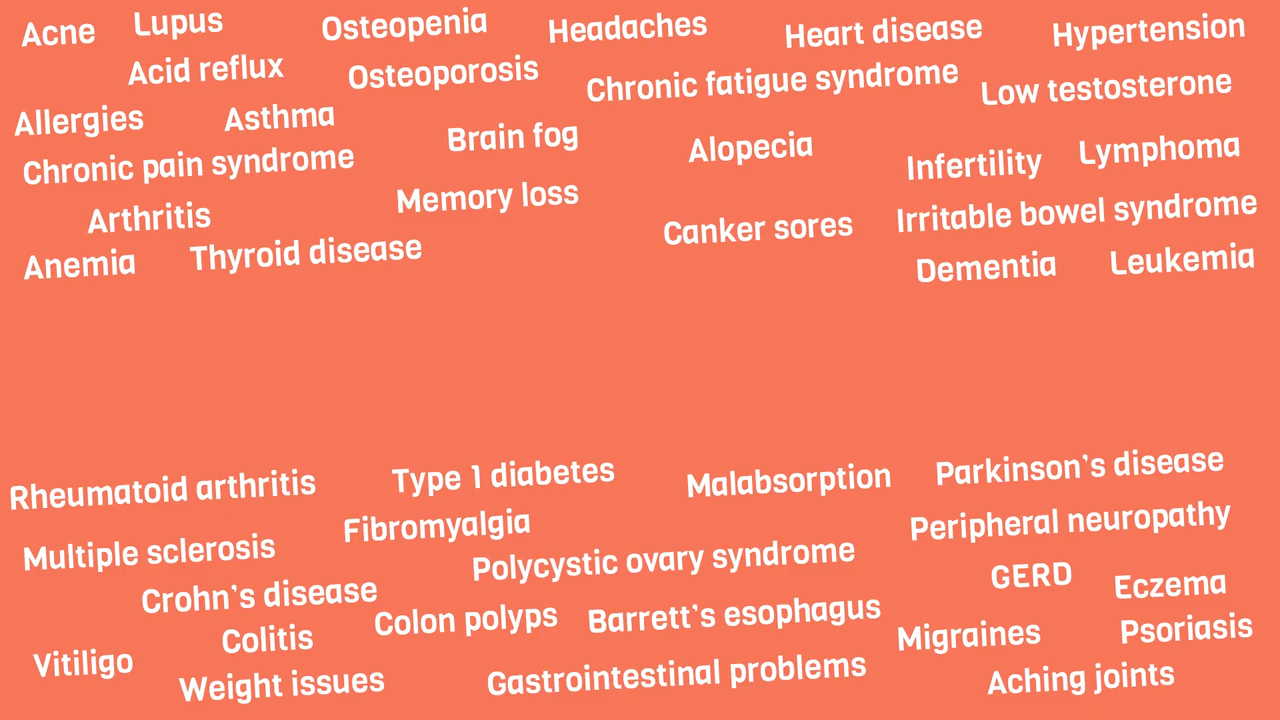 Acne
Lupus
Osteopenia
Headaches
Heart disease
Hypertension
Acid reflux
Osteoporosis
Chronic fatigue syndrome
Low testosterone
Allergies
Asthma
Brain fog
Alopecia
Infertility
Lymphoma
Chronic pain syndrome
Memory loss
Arthritis
Canker sores
Irritable bowel syndrome
Anemia
Thyroid disease
Dementia
Leukemia
Rheumatoid arthritis
Type 1 diabetes
Malabsorption
Parkinson's disease
Multiple sclerosis
Fibromyalgia
Polycystic ovary syndrome
Peripheral neuropathy
Crohn's disease
GERD
Eczema
Colitis
Colon polyps
Barrett's esophagus
Migraines
Psoriasis
Vitiligo
Weight issues
Gastrointestinal problems
Aching joints